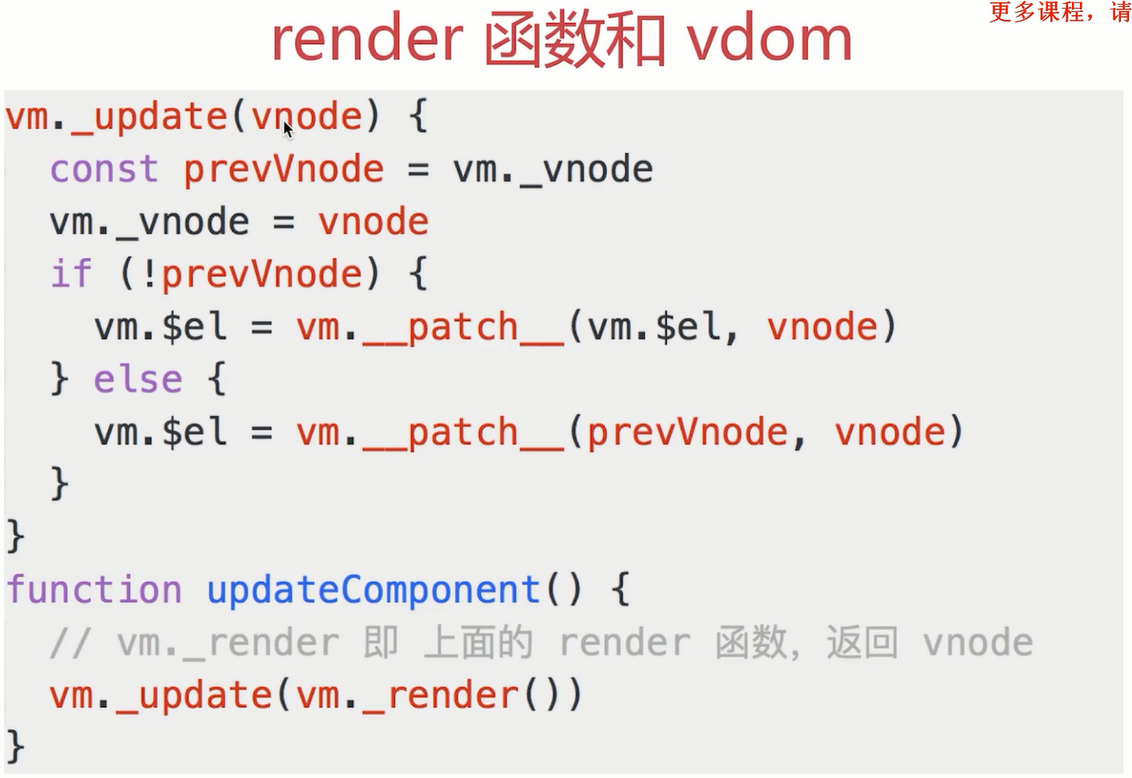 更多课程，请
render 函数和 vdom
vm._update(vnode) {
  const prevVnode = vm._vnode
  vm._vnode = vnode
  if (!prevVnode) {
    vm.$el = vm.__patch__(vm.$el, vnode)
  } else {
    vm.$el = vm.__patch__(prevVnode, vnode)
  }
}
function updateComponent() {
  // vm._render 即 上面的 render 函数，返回 vnode
  vm._update(vm._render())
}